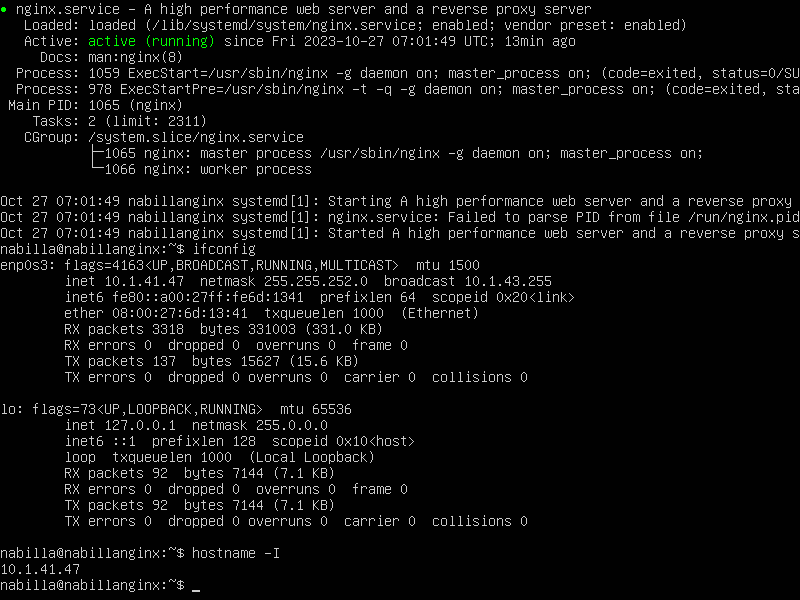 ● nginx.service - A high performance web server and a reverse proxy server
   Loaded: loaded (/lib/systemd/system/nginx.service; enabled; vendor preset: enabled)
   Active: active (running) since Fri 2023-10-27 07:01:49 UTC; 13min ago
     Docs: man:nginx(8)
  Process: 1059 ExecStart=/usr/sbin/nginx -g daemon on; master_process on; (code=exited, status=0/SU
  Process: 978 ExecStartPre=/usr/sbin/nginx -t -q -g daemon on; master_process on; (code=exited, sta
 Main PID: 1065 (nginx)
    Tasks: 2 (limit: 2311)
   CGroup: /system.slice/nginx.service
           ├─1065 nginx: master process /usr/sbin/nginx -g daemon on; master_process on;
           └─1066 nginx: worker process
Oct 27 07:01:49 nabillanginx systemd[1]: Starting A high performance web server and a reverse proxy
Oct 27 07:01:49 nabillanginx systemd[1]: nginx.service: Failed to parse PID from file /run/nginx.pid
Oct 27 07:01:49 nabillanginx systemd[1]: Started A high performance web server and a reverse proxy s
nabilla@nabillanginx:~$ ifconfig
enp0s3: flags=4163<UP,BROADCAST,RUNNING,MULTICAST>  mtu 1500
        inet 10.1.41.47  netmask 255.255.252.0  broadcast 10.1.43.255
        inet6 fe80::a00:27ff:fe6d:1341  prefixlen 64  scopeid 0x20<link>
        ether 08:00:27:6d:13:41  txqueuelen 1000  (Ethernet)
        RX packets 3318  bytes 331003 (331.0 KB)
        RX errors 0  dropped 0  overruns 0  frame 0
        TX packets 137  bytes 15627 (15.6 KB)
        TX errors 0  dropped 0 overruns 0  carrier 0  collisions 0
lo: flags=73<UP,LOOPBACK,RUNNING>  mtu 65536
        inet 127.0.0.1  netmask 255.0.0.0
        inet6 ::1  prefixlen 128  scopeid 0x10<host>
        loop  txqueuelen 1000  (Local Loopback)
        RX packets 92  bytes 7144 (7.1 KB)
        RX errors 0  dropped 0  overruns 0  frame 0
        TX packets 92  bytes 7144 (7.1 KB)
        TX errors 0  dropped 0 overruns 0  carrier 0  collisions 0
nabilla@nabillanginx:~$ hostname -I
10.1.41.47
nabilla@nabillanginx:~$ _